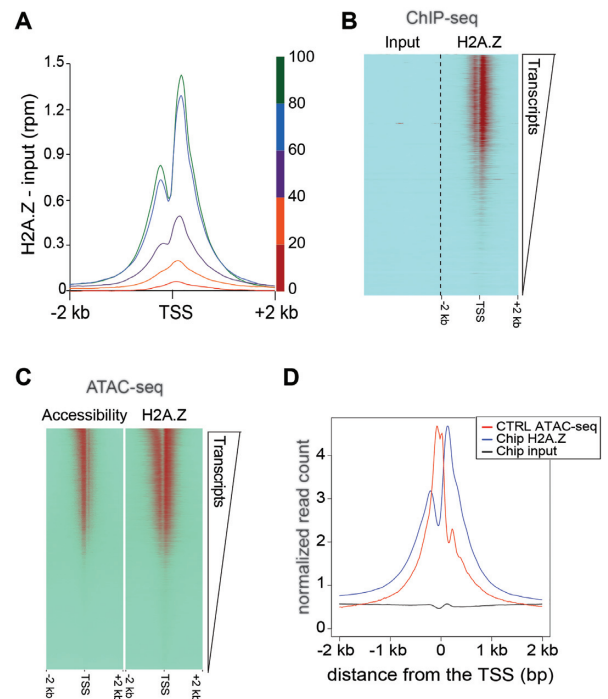 A
H2A.Z - input (rpm)
1.5
1.2
0.9
0.6
0.3
0
-2 kb
TSS
+2 kb
100
80
60
40
20
0
B
ChIP-seq
Input
H2A.Z
Transcripts
-2 kb
TSS
+2 kb
C
ATAC-seq
Accessibility
H2A.Z
Transcripts
-2 kb
TSS
+2 kb
-2 kb
TSS
+2 kb
D
CTRL ATAC-seq
Chip H2A.Z
Chip input
normalized read count
4
3
2
1
0
-2 kb
-1 kb
0
1 kb
2 kb
distance from the TSS (bp)